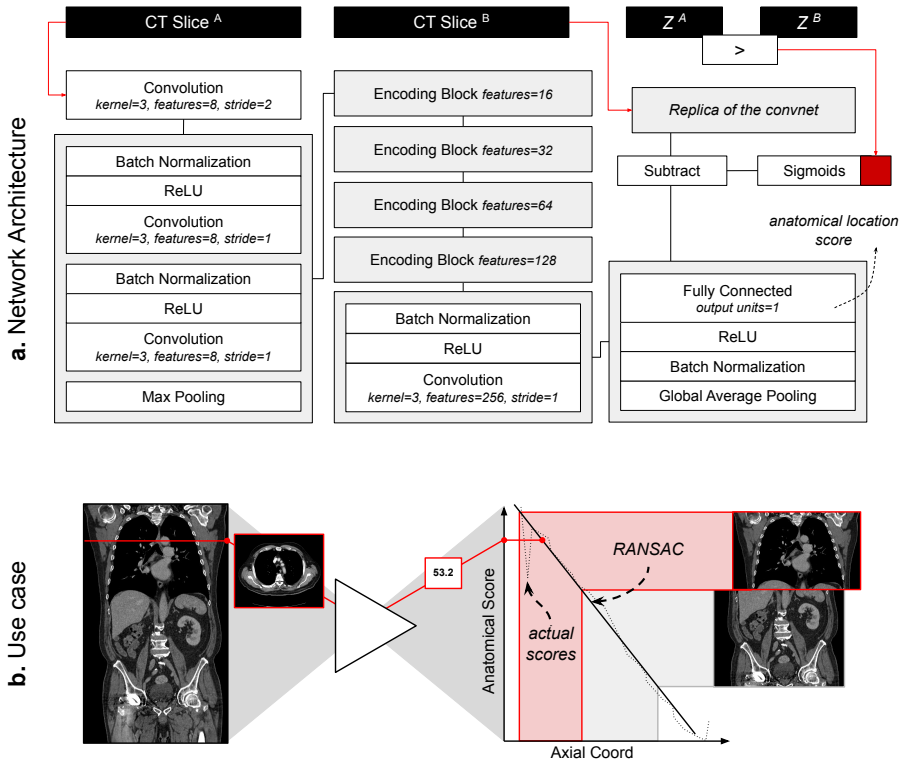 a. Network Architecture
CT Slice A
Convolution
kernel=3, features=8, stride=2
Batch Normalization
ReLU
Convolution
kernel=3, features=8, stride=1
Batch Normalization
ReLU
Convolution
kernel=3, features=8, stride=1
Max Pooling
CT Slice B
Encoding Block features=16
Encoding Block features=32
Encoding Block features=64
Encoding Block features=128
Batch Normalization
ReLU
Convolution
kernel=3, features=256, stride=1
Z A
Z B
>
Replica of the convnet
Subtract
Sigmoids
anatomical location
score
Fully Connected
output units=1
ReLU
Batch Normalization
Global Average Pooling
b. Use case
53.2
Anatomical Score
RANSAC
actual
scores
Axial Coord